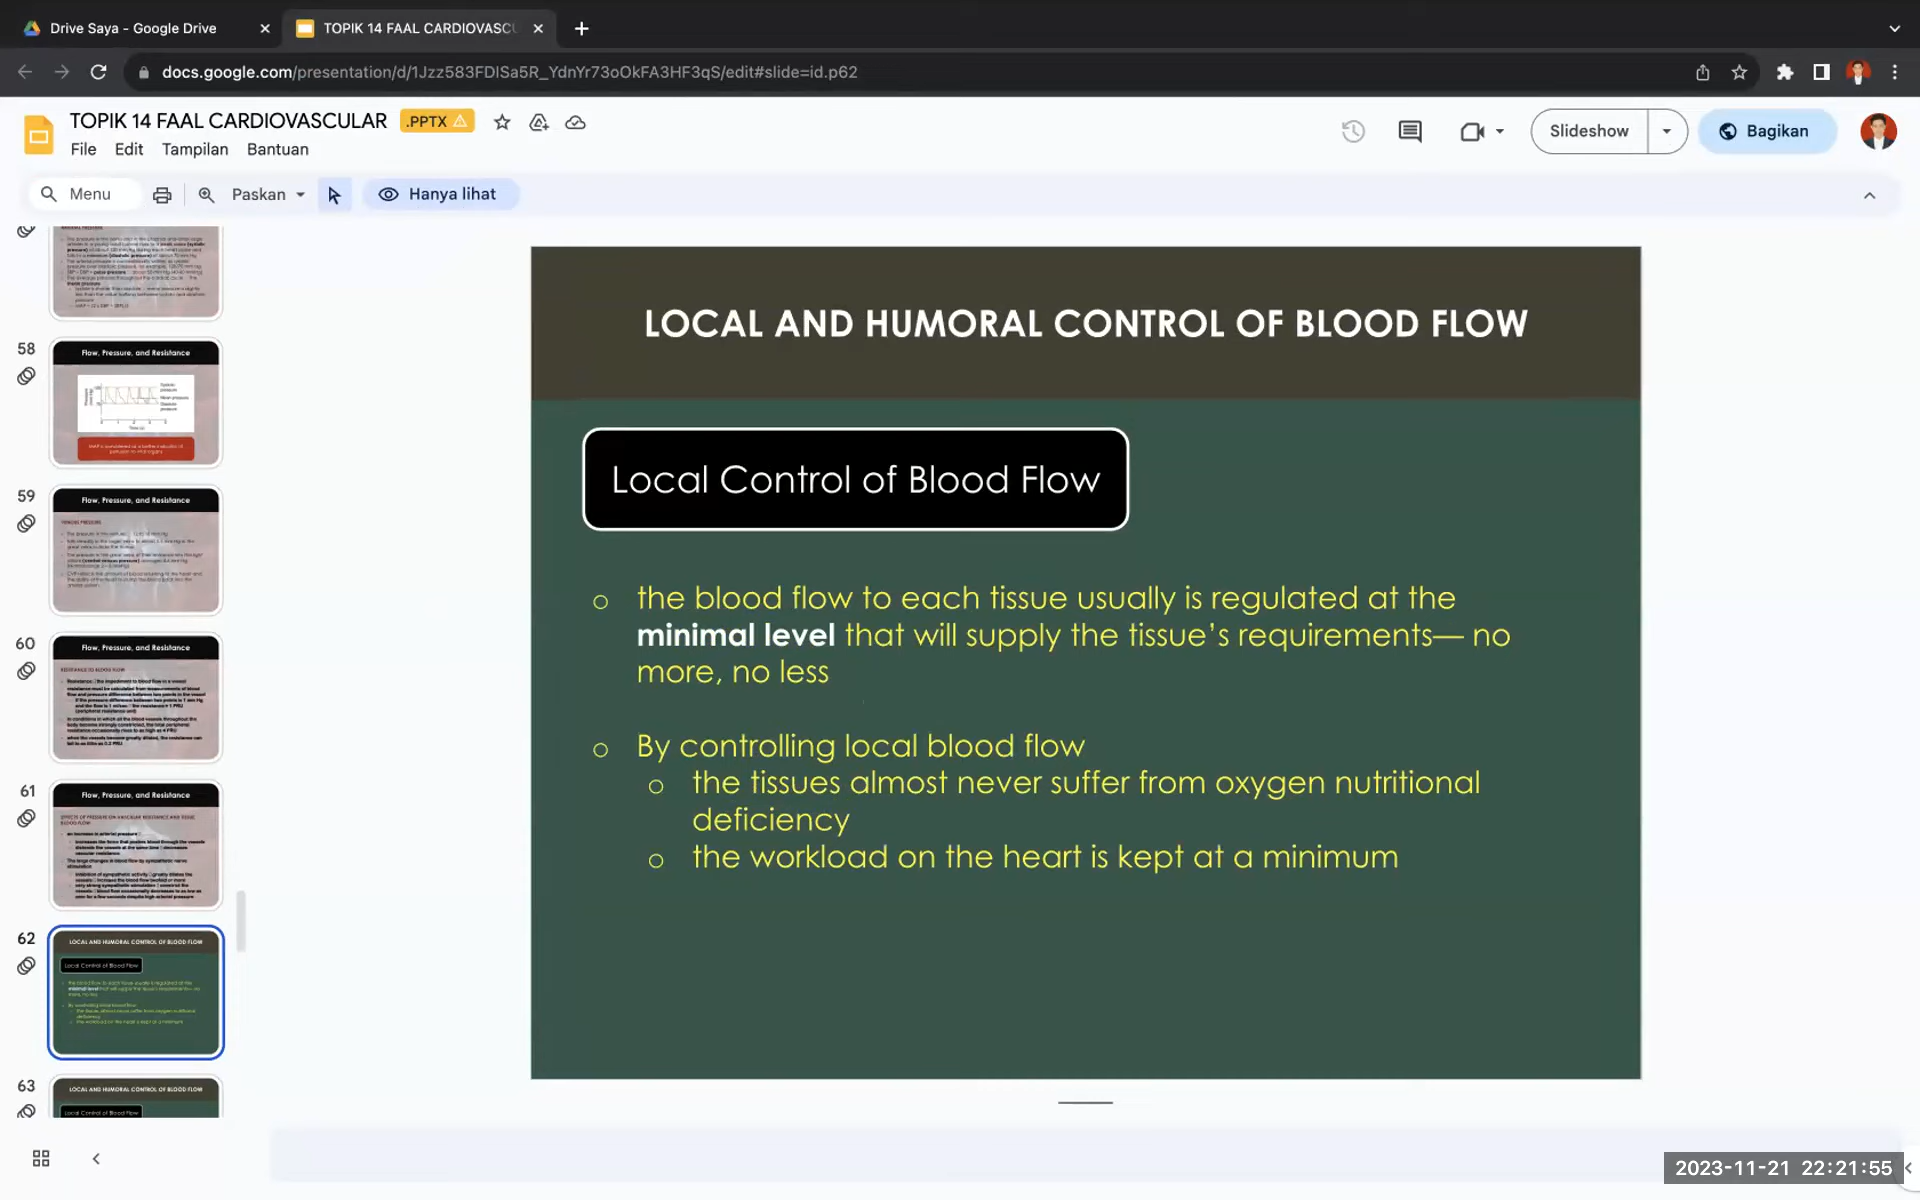 Drive Saya - Google Drive
TOPIK 14 FAAL CARDIOVASC
docs.google.com/presentation/d/1Jzz583FDISa5R_YdnYr73oOkFA3HF3qS/edit#slide=id.p62
TOPIK 14 FAAL CARDIOVASCULAR .PPTX
File Edit Tampilan Bantuan
Slideshow
Bagikan
Menu
Paskan
Hanya lihat
58
Flow, Pressure, and Resistance
59
Flow, Pressure, and Resistance
60
Flow, Pressure, and Resistance
61
Flow, Pressure, and Resistance
62
LOCAL AND HUMORAL CONTROL OF BLOOD FLOW
Local Control of Blood Flow
63
LOCAL AND HUMORAL CONTROL OF BLOOD FLOW
Local Control of Blood Flow
LOCAL AND HUMORAL CONTROL OF BLOOD FLOW
Local Control of Blood Flow
the blood flow to each tissue usually is regulated at the
minimal level that will supply the tissue’s requirements— no
more, no less
By controlling local blood flow
the tissues almost never suffer from oxygen nutritional
deficiency
the workload on the heart is kept at a minimum
2023-11-21 22:21:55